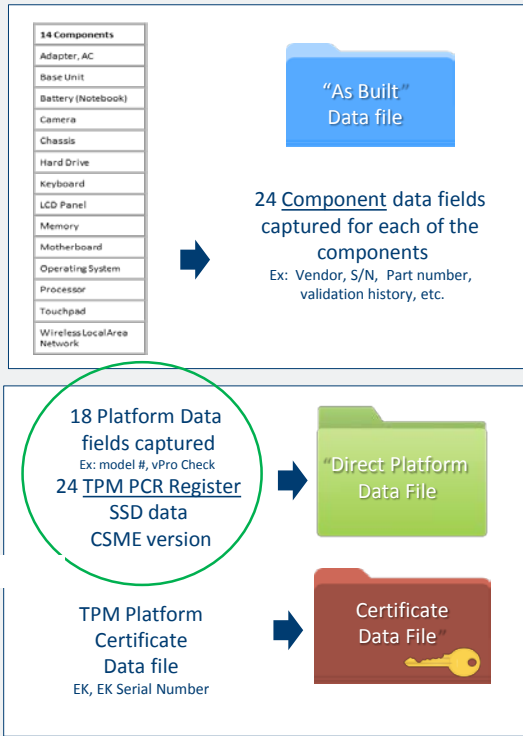 14 Components
Adapter, AC
Base Unit
Battery (Notebook)
Camera
Chassis
Hard Drive
Keyboard
LCD Panel
Memory
Motherboard
Operating System
Processor
Touchpad
Wireless Local Area
Network
“As Built”
Data file
24 Component data fields
captured for each of the
components
Ex: Vendor, S/N, Part number,
validation history, etc.
18 Platform Data
fields captured
Ex: model #, vPro Check
24 TPM PCR Register
SSD data
CSME version
“Direct Platform
Data File
TPM Platform
Certificate
Data file
EK, EK Serial Number
Certificate
Data File”